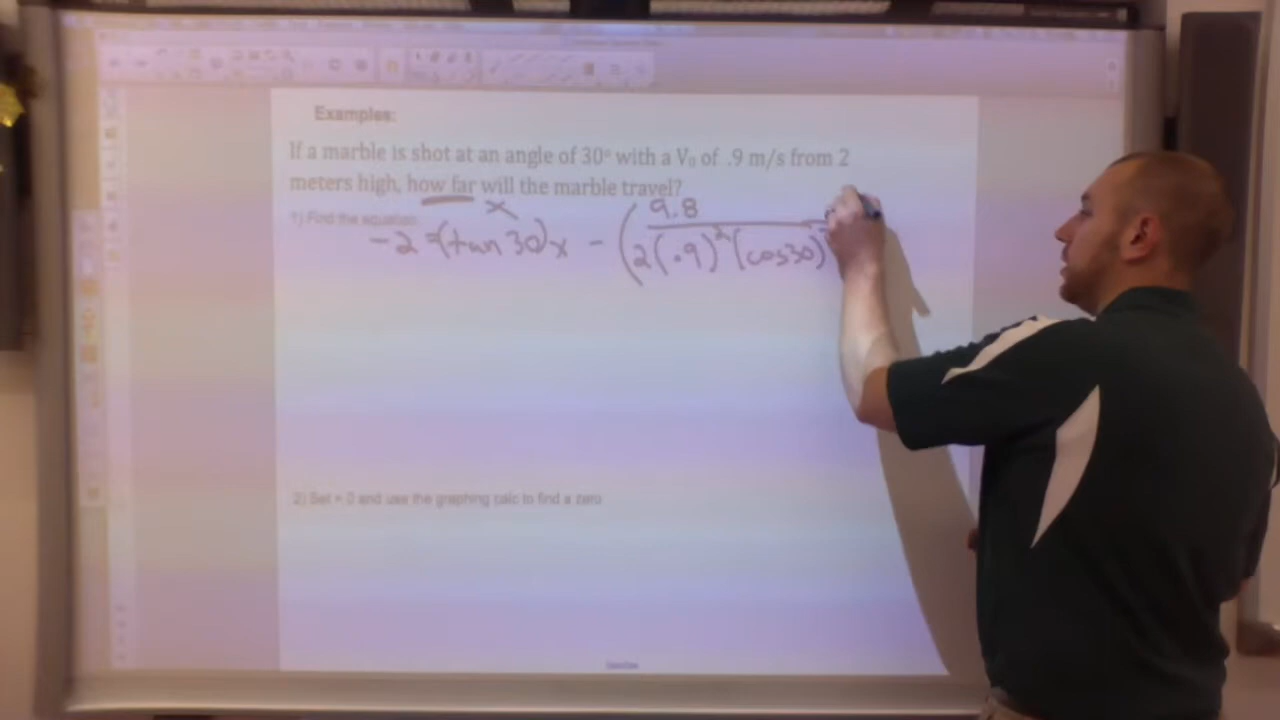 Examples:
If a marble is shot at an angle of 30° with a V₀ of .9 m/s from 2
meters high, how far will the marble travel?
x
1) Find the equation
-2 = (tan 30)x - (9.8 / 2(.9)²(cos30)
2) Set = 0 and use the graphing calc to find a zero